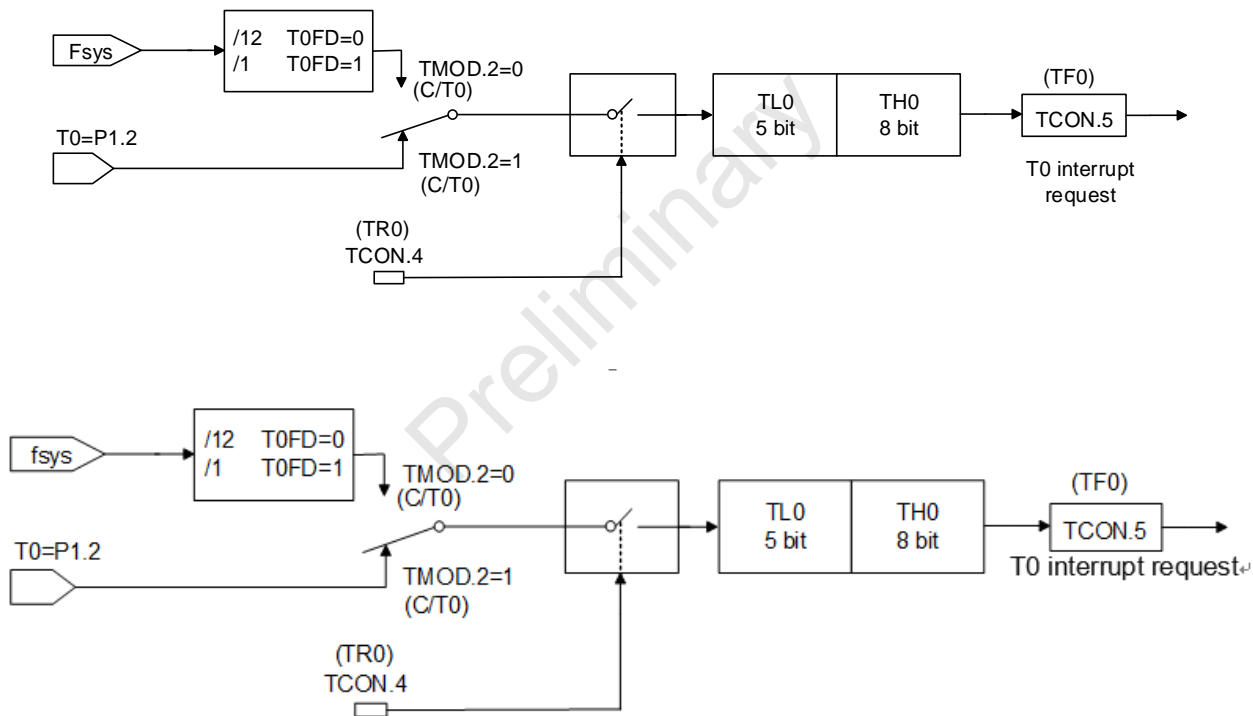 /12 T0FD=0
Fsys
/1 T0FD=1
TMOD.2=0
(C/T0)
(TF0)
TL0
5 bit
TH0
8 bit
TCON.5
T0=P1.2
TMOD.2=1
(C/T0)
T0 interrupt
request
(TR0)
TCON.4
Preliminary
/12 T0FD=0
fsys
/1 T0FD=1
TMOD.2=0
(C/T0)
(TF0)
TL0
5 bit
TH0
8 bit
TCON.5
T0=P1.2
T0 interrupt request↵
TMOD.2=1
(C/T0)
(TR0)
TCON.4